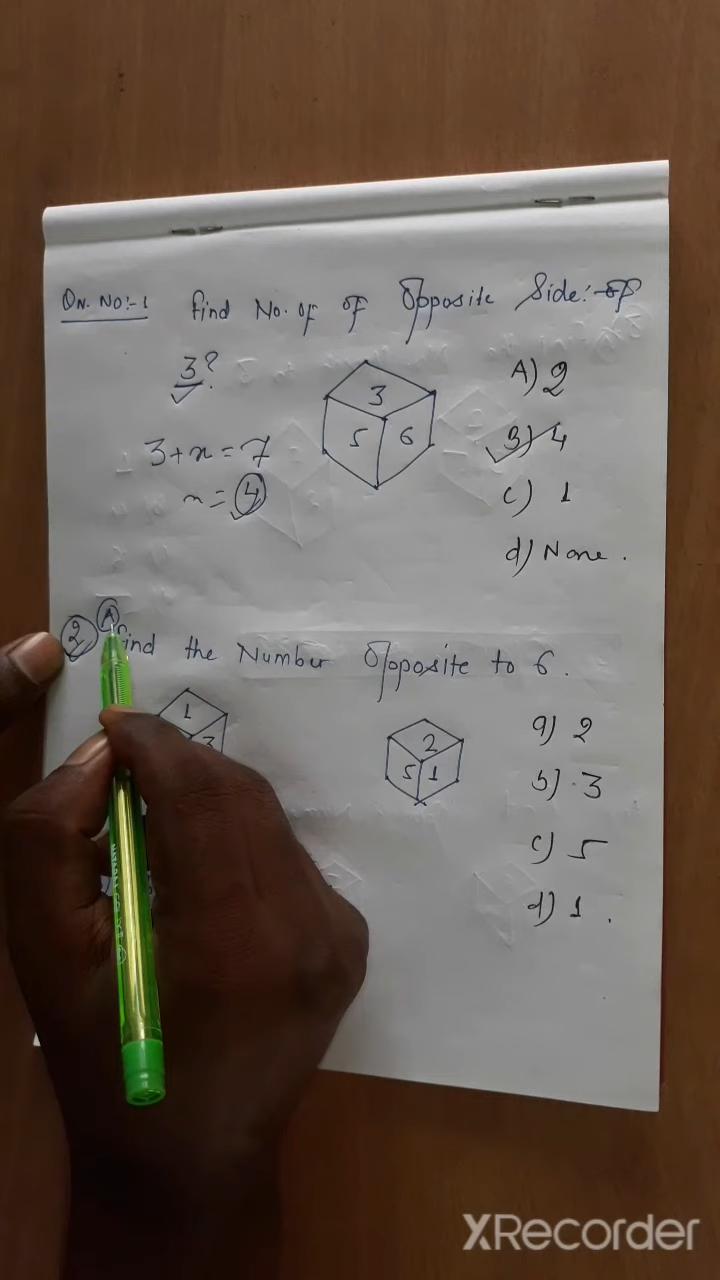 QN. NO:-1 find No. of of Opposite Side:-of
3?
3+x=7
x=4
3
5 6
A) 2
B) 4
c) 1
d) None.
2 A
find the Number Opposite to 6.
1
3
2
5 1
a) 2
b) 3
c) 5
d) 1.
XRecorder